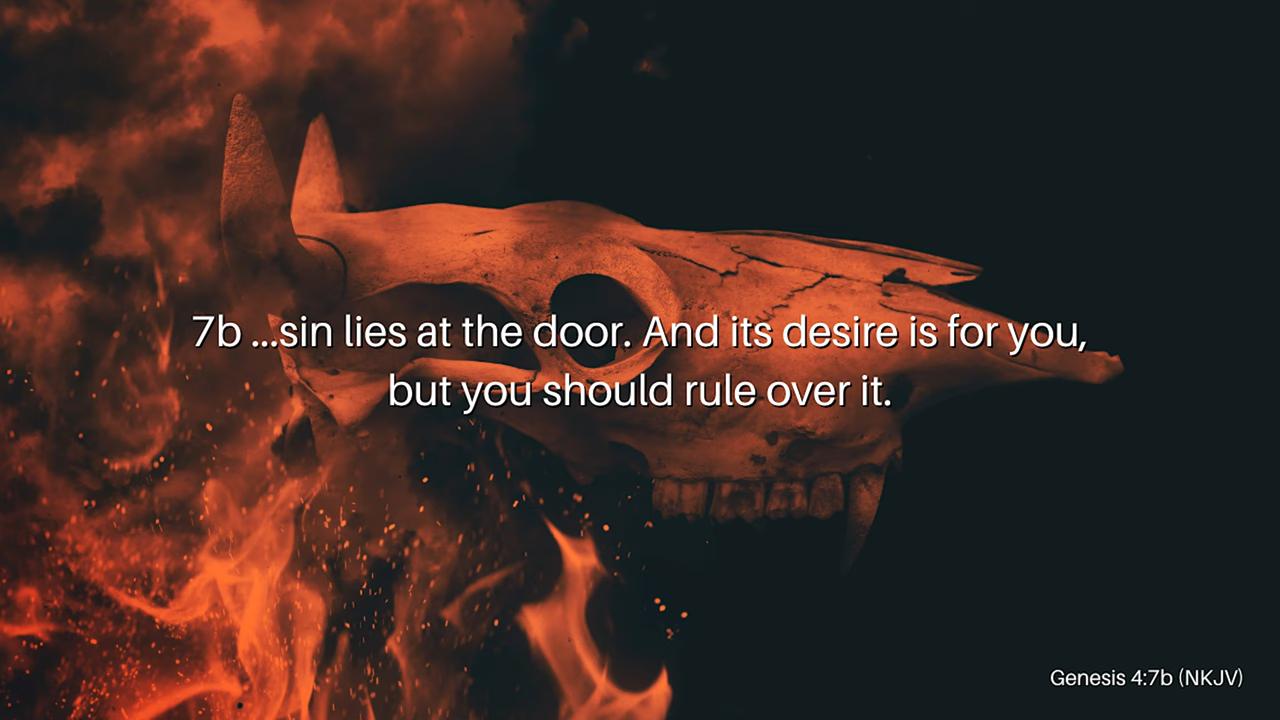 7b ...sin lies at the door. And its desire is for you,
but you should rule over it.
Genesis 4:7b (NKJV)